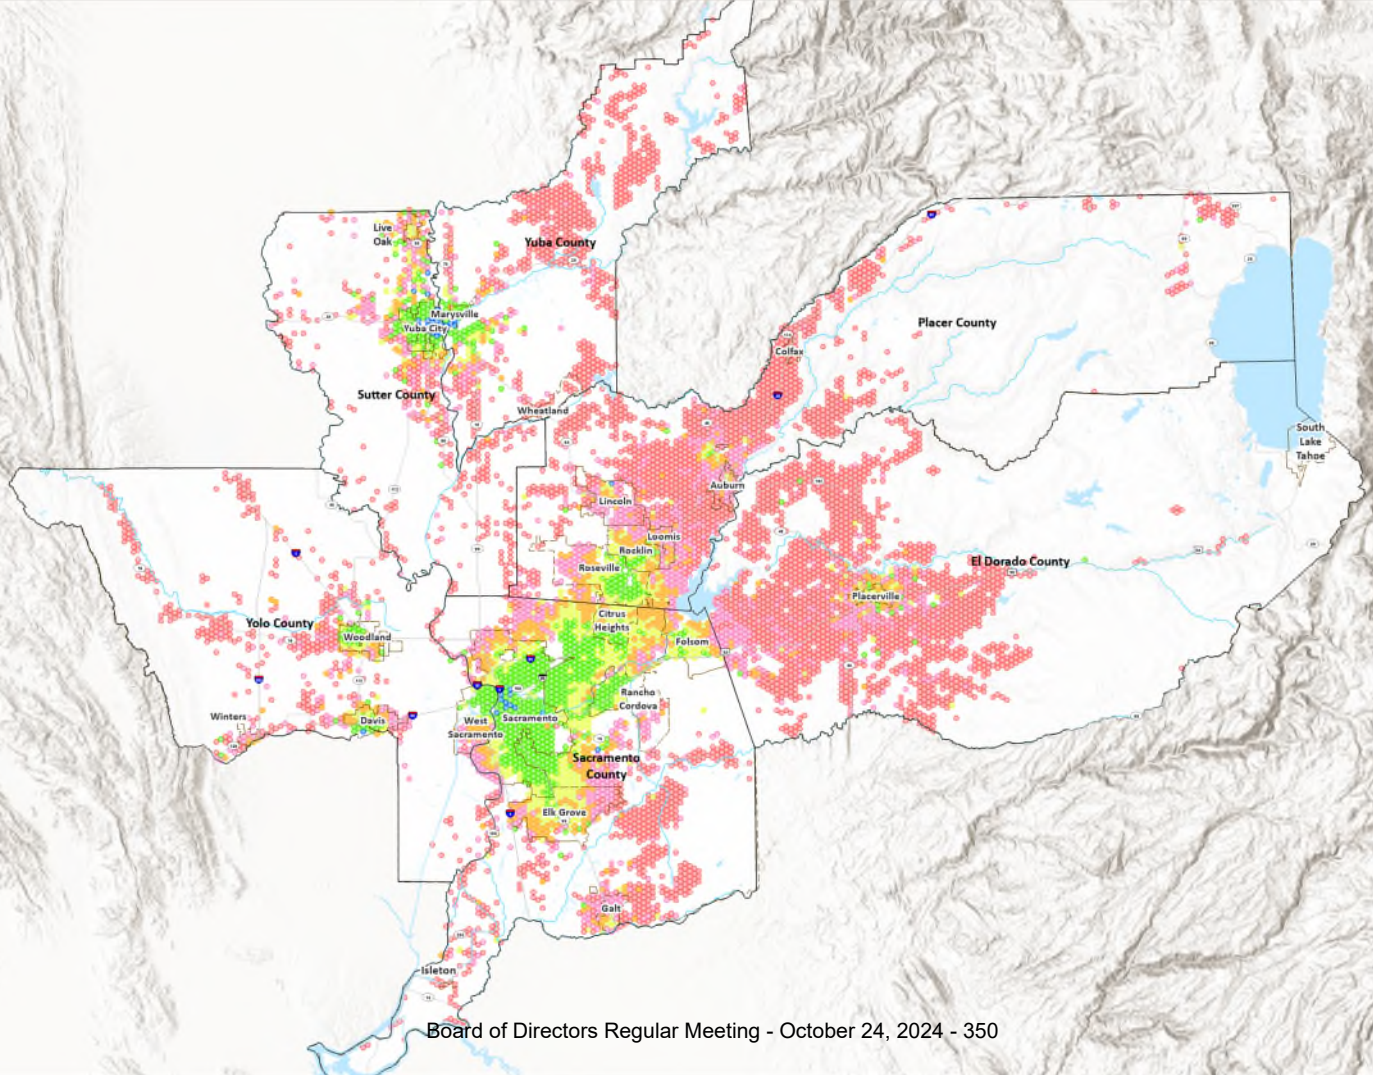 Live
Oak
Yuba County
Marysville
Yuba City
Placer County
Colfax
Sutter County
Wheatland
South
Lake
Tahoe
Auburn
Lincoln
Loomis
Rocklin
Roseville
El Dorado County
Placerville
Citrus
Heights
Yolo County
Woodland
Folsom
Rancho
Cordova
Winters
Davis
West
Sacramento
Sacramento
Sacramento
County
Elk Grove
Galt
Isleton
Board of Directors Regular Meeting - October 24, 2024 - 350